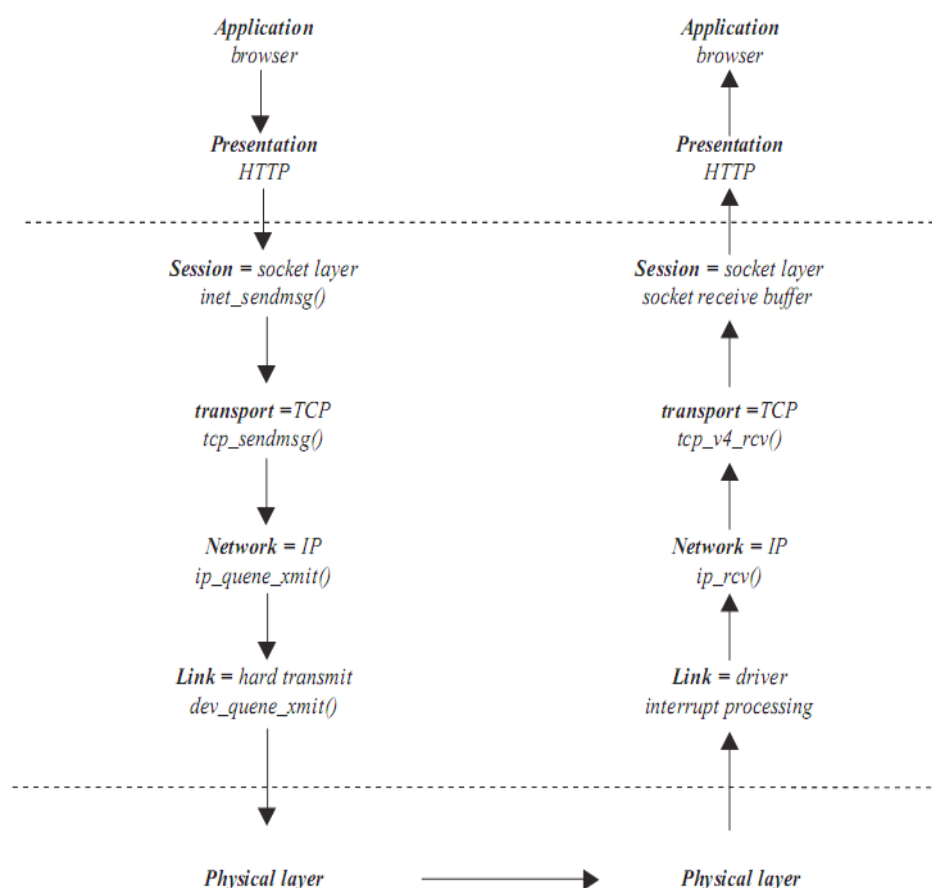 Application
browser
Presentation
HTTP
Session = socket layer
inet_sendmsg()
transport =TCP
tcp_sendmsg()
Network = IP
ip_quene_xmit()
Link = hard transmit
dev_quene_xmit()
Physical layer
Application
browser
Presentation
HTTP
Session = socket layer
socket receive buffer
transport =TCP
tcp_v4_rcv()
Network = IP
ip_rcv()
Link = driver
interrupt processing
Physical layer